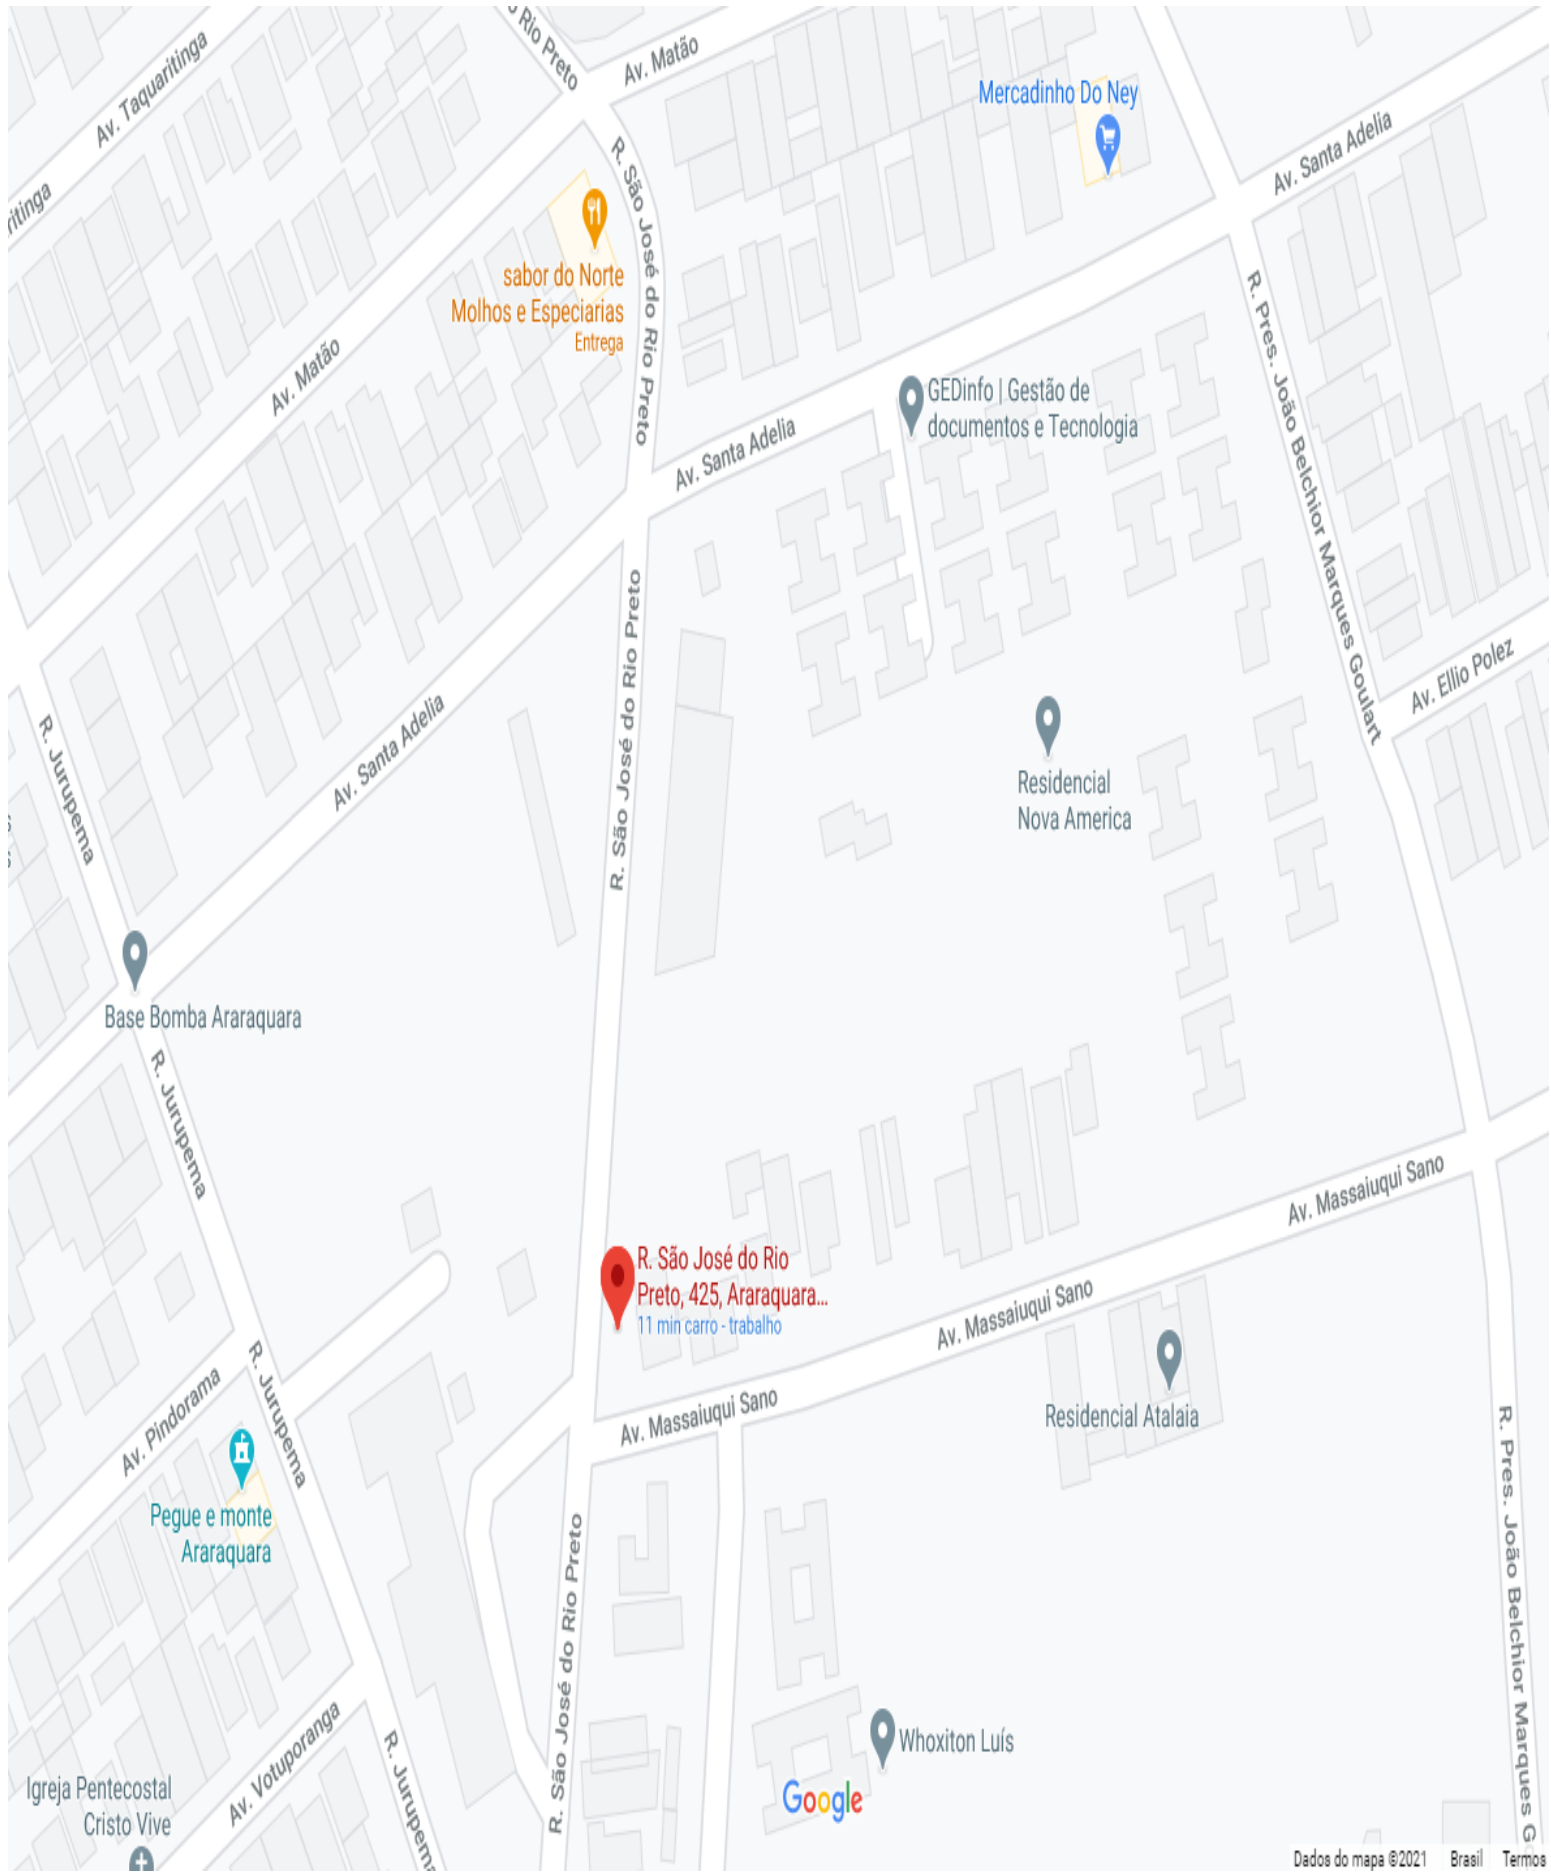 o Rio Preto
Av. Matão
Av. Taquaritinga
Mercadinho Do Ney
Av. Santa Adelia
R. São José do Rio Preto
sabor do Norte
Molhos e Especiarias
Entrega
R. Pres. João Belchior Marques Goulart
Av. Matão
GEDinfo | Gestão de
documentos e Tecnologia
Av. Santa Adelia
ritinga
R. São José do Rio Preto
Av. Ellio Polez
R. Jurupema
Av. Santa Adelia
Residencial
Nova America
Base Bomba Araraquara
R. Jurupema
Av. Massaiuqui Sano
R. São José do Rio
Preto, 425, Araraquara...
11 min carro - trabalho
Av. Massaiuqui Sano
R. Jurupema
Av. Pindorama
Av. Massaiuqui Sano
Residencial Atalaia
Pegue e monte
Araraquara
R. São José do Rio Preto
R. Pres. João Belchior Marques G
Av. Votuporanga
R. Jurupema
Whoxiton Luís
Igreja Pentecostal
Cristo Vive
Google
Dados do mapa ©2021 Brasil Termos